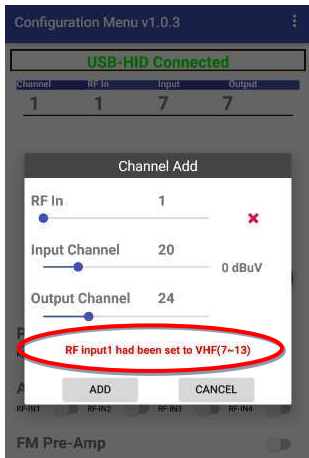 Configuration Menu v1.0.3
USB-HID Connected
Channel RF In Input Output
1 1 7 7
Channel Add
RF In 1
Input Channel 20
0 dBuV
Output Channel 24
RF input1 had been set to VHF(7~13)
ADD CANCEL
RF-IN1 RF-IN2 RF-IN3 RF-IN4
FM Pre-Amp